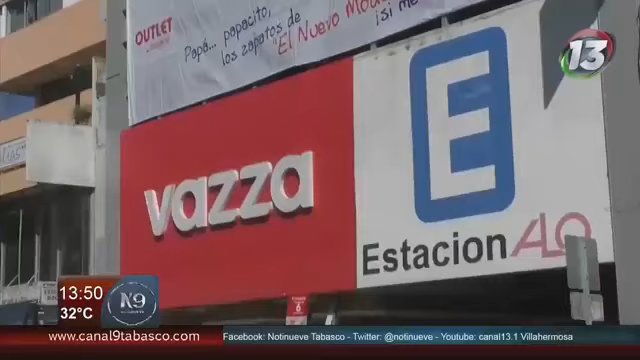 OUTLET
Papá... papacito,
los zapatos de
"El Nuevo
¡si me
13
vazza
E
Estacion ALO
13:50
32°C
N9
www.canal9tabasco.com
Facebook: Notinueve Tabasco - Twitter: @notinueve - Youtube: canal13.1 Villahermosa